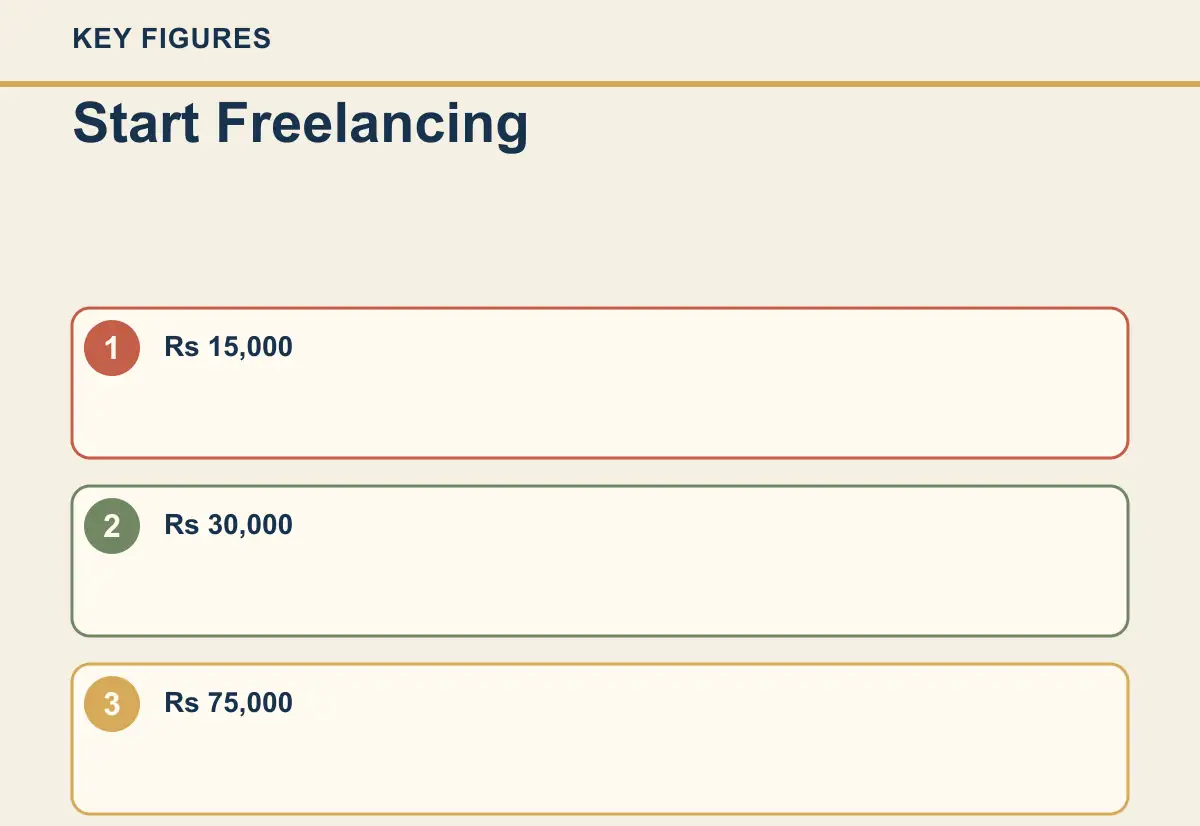 KEY FIGURES
Start Freelancing
1 Rs 15,000
2 Rs 30,000
3 Rs 75,000